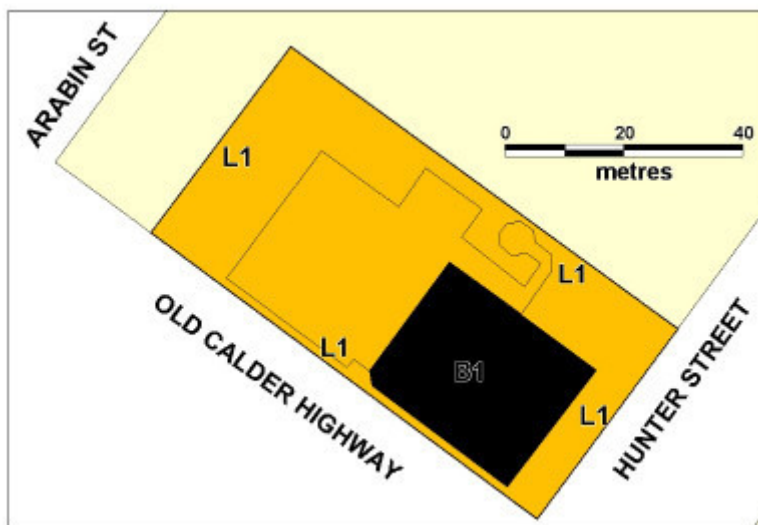 ARABIN ST
L1
0 20 40
metres
L1
L1
OLD CALDER HIGHWAY
B1
L1
HUNTER STREET